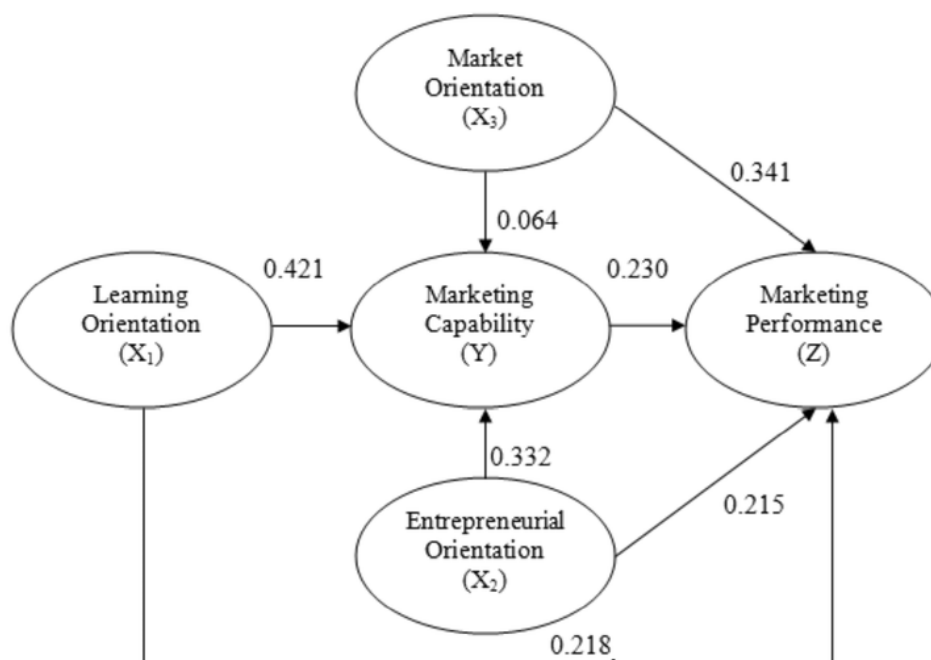 Market
Orientation
(X₃)
0.341
0.064
0.421
0.230
Learning
Orientation
(X₁)
Marketing
Capability
(Y)
Marketing
Performance
(Z)
0.332
0.215
Entrepreneurial
Orientation
(X₂)
0.218